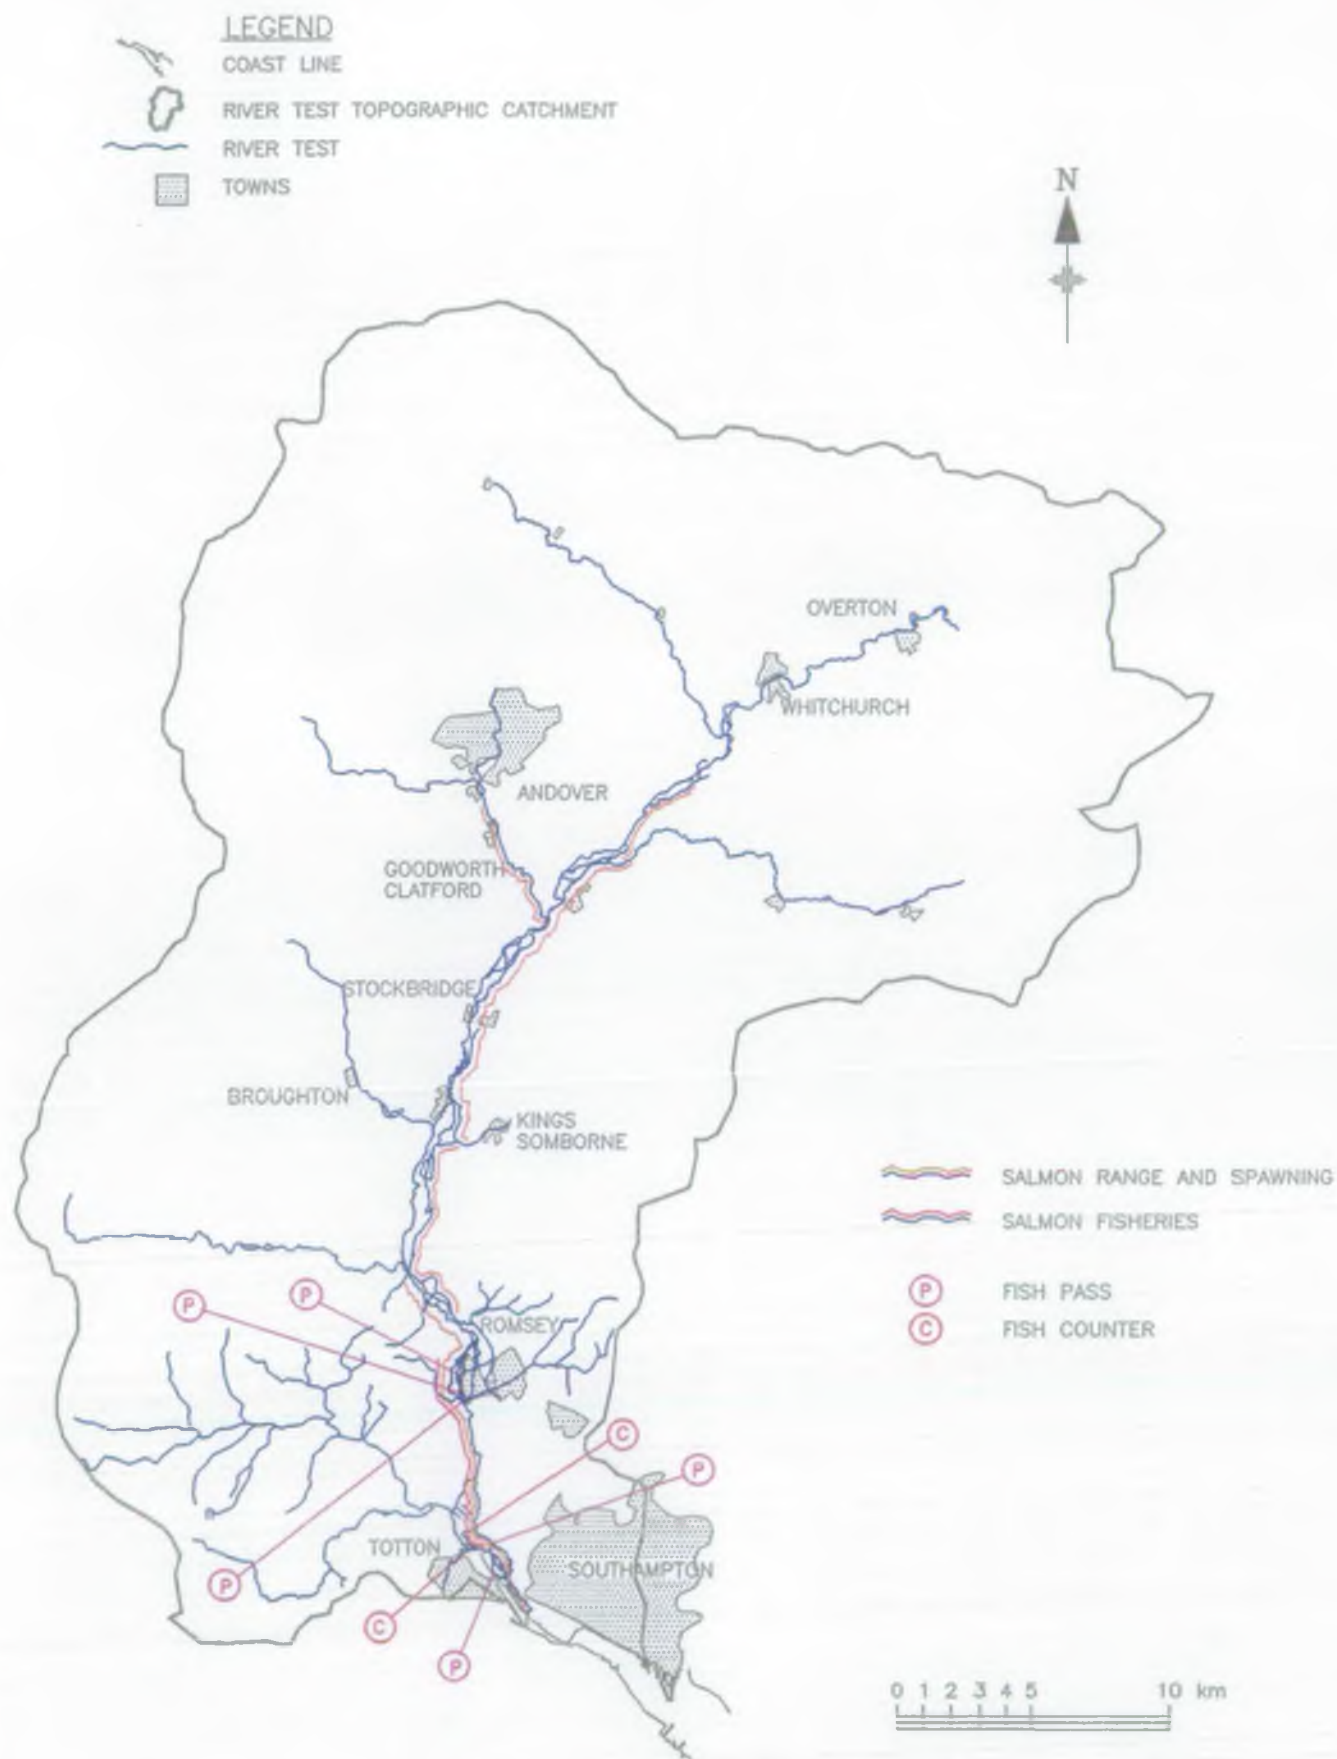 LEGEND
COAST LINE
RIVER TEST TOPOGRAPHIC CATCHMENT
RIVER TEST
TOWNS
N
OVERTON
WHITCHURCH
ANDOVER
GOODWORTH
CLATFORD
STOCKBRIDGE
BROUGHTON
KINGS
SOMBORNE
SALMON RANGE AND SPAWNING
SALMON FISHERIES
P FISH PASS
C FISH COUNTER
P
P
ROMSEY
C
P
TOTTON
SOUTHAMPTON
P
C
P
0 1 2 3 4 5 10 km